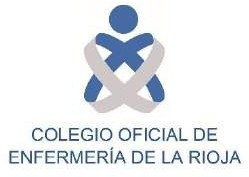 COLEGIO OFICIAL DE
ENFERMERÍA DE LA RIOJA